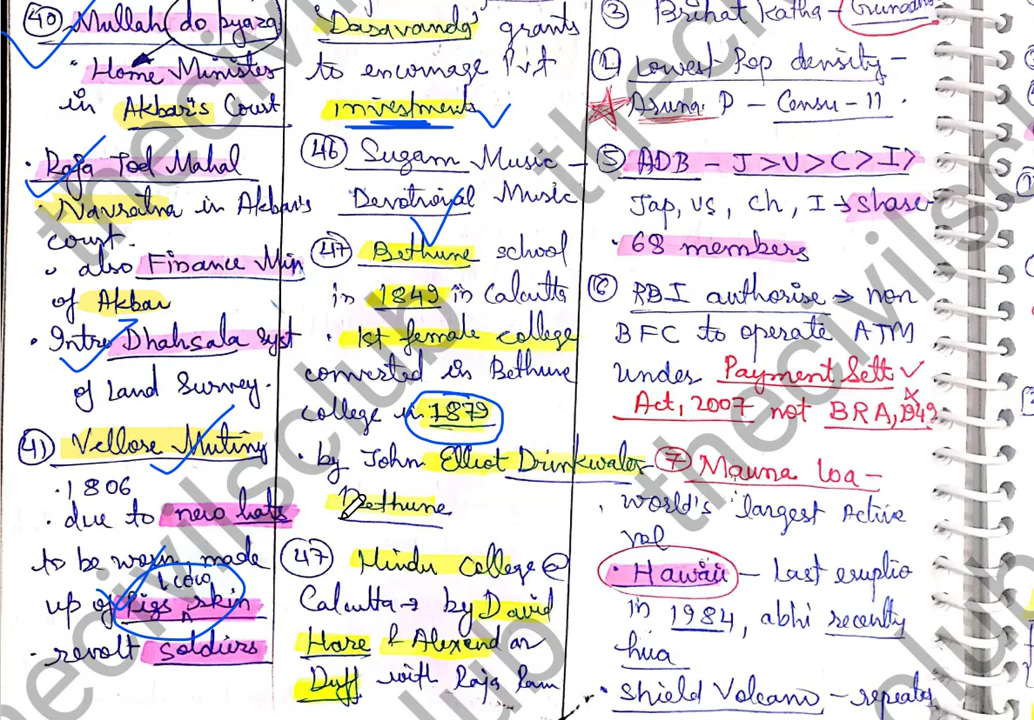 40 Mullah do pyaza
Home Minister
in Akbar's Court
Raja Tod Mahal
Navratna in Akbar's
court.
also Finance Min
of Akbar
Intro Dhahsala syst
of Land Survey.
41 Vellore Mutiny
1806
due to new hats
to be worn, made
up of pigs skin
cow
revolt soldiers
'Dasavanda' grants
to encourage Pvt
investments
46 Sugam Music -
Devotional Music
47 Bethune school
in 1849 in Calcutta
1st female college
converted in Bethune
college in 1879
by John Elliot Drinkwater
Bethune
47 Hindu College @
Calcutta → by David
Hare & Alexendar
Duff with Raja Ram
3 Brihat Katha -
4 Lowest Pop density -
Aruna. P - Censu - 11.
5 ADB - J > U > C > I >
Jap, US, Ch, I → share
68 members
6 RBI authorise → non
BFC to operate ATM
under Payment Sett
Act, 2007 not BRA, 1949
7 Mauna loa -
world's largest Active
vol
Hawaii - Last eruptio
in 1984, abhi recently
hua
Shield Volcano - repeates
thecivilsclub